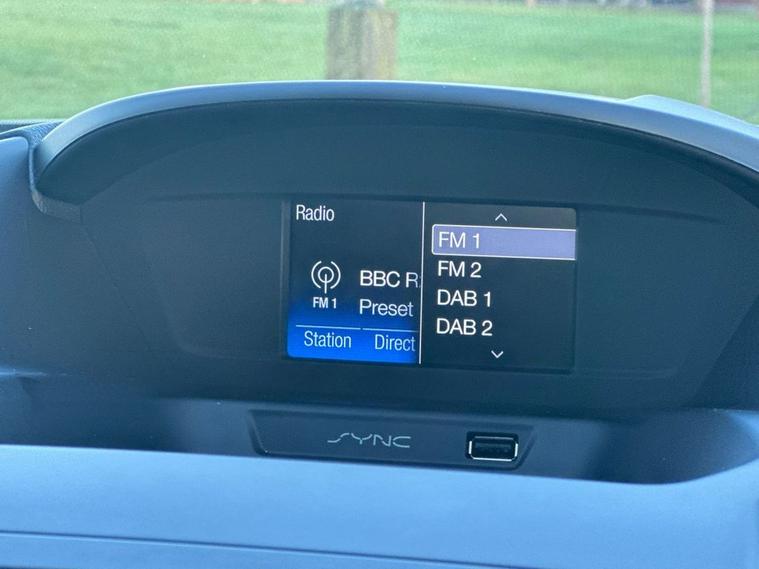 Radio
FM 1
BBC R
Preset
Station Direct
FM 1
FM 2
DAB 1
DAB 2
SYNC